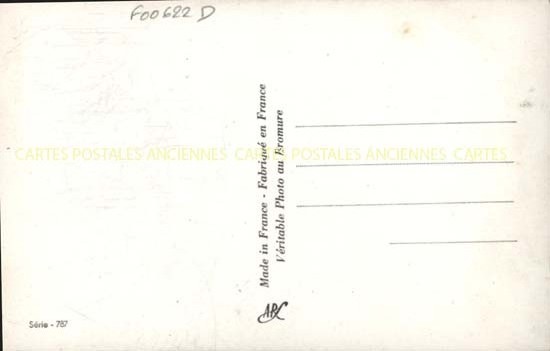 F00622 D
CARTES POSTALES ANCIENNES CARTES POSTALES ANCIENNES CARTES
Made in France - Fabriqué en France
Véritable Photo au Bromure
Série - 787